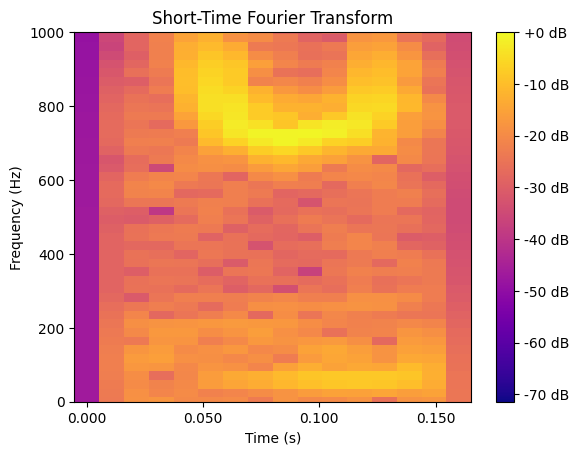 Short-Time Fourier Transform
Frequency (Hz)
1000
800
600
400
200
0
0.000
0.050
0.100
0.150
Time (s)
+0 dB
-10 dB
-20 dB
-30 dB
-40 dB
-50 dB
-60 dB
-70 dB